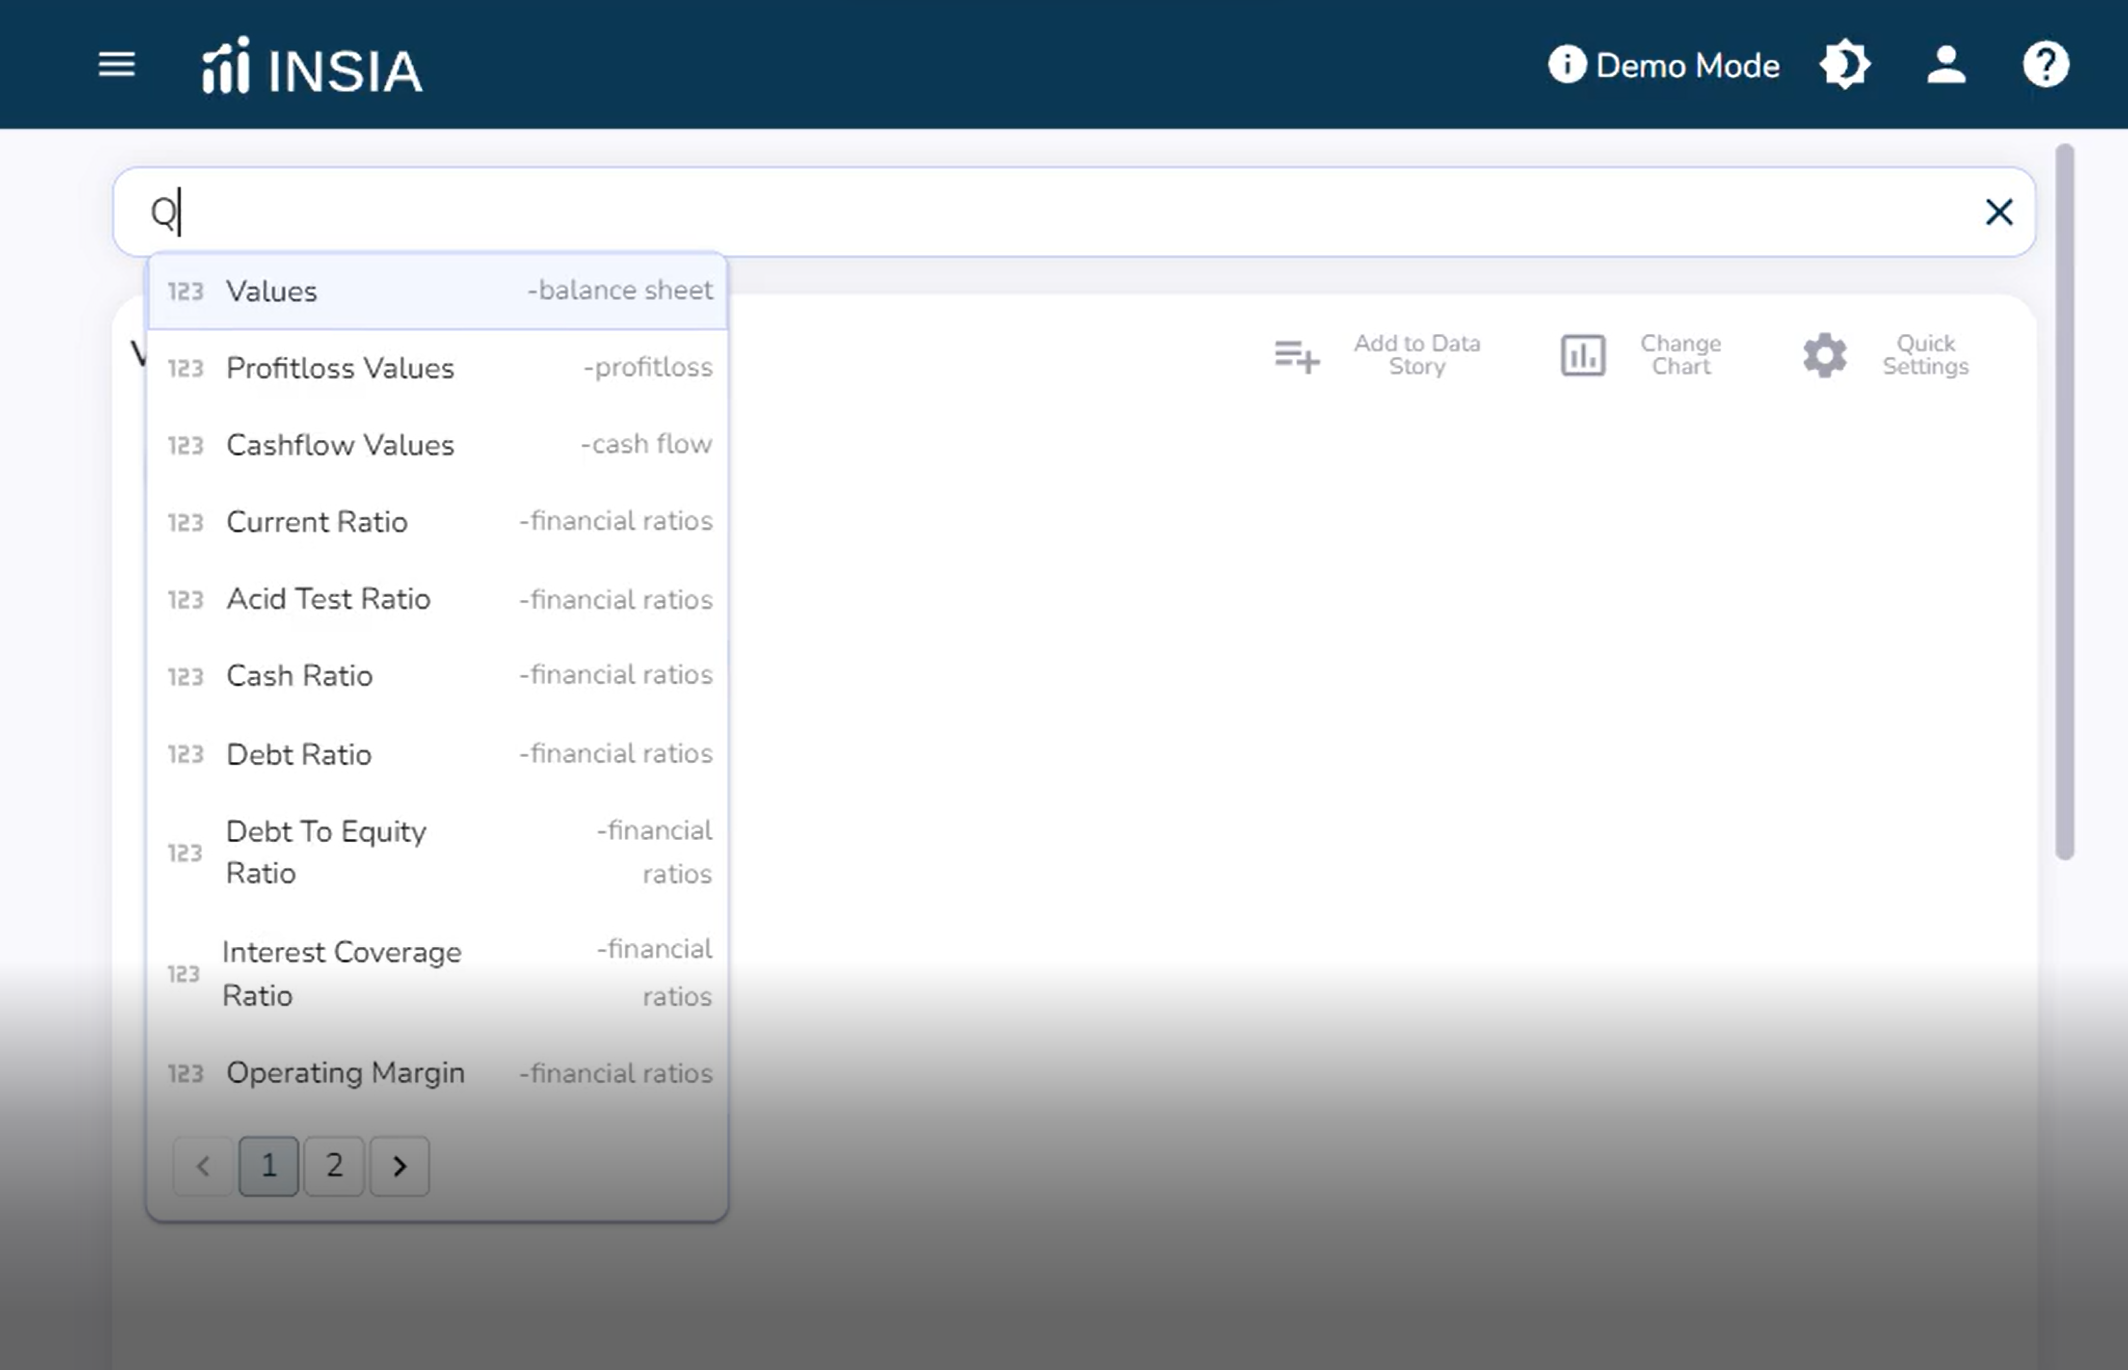 INSIA
Demo Mode
Q
123 Values -balance sheet
Add to Data
Story
Change
Chart
Quick
Settings
123 Profitloss Values -profitloss
123 Cashflow Values -cash flow
123 Current Ratio -financial ratios
123 Acid Test Ratio -financial ratios
123 Cash Ratio -financial ratios
123 Debt Ratio -financial ratios
123 Debt To Equity
Ratio
-financial
ratios
123 Interest Coverage
Ratio
-financial
ratios
123 Operating Margin -financial ratios
1 2